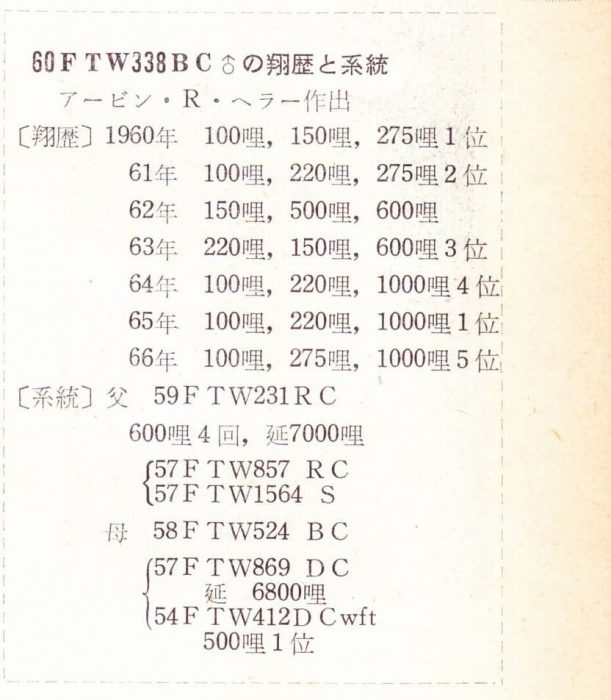 60FTW338BC♂の翔歴と系統
アービン・R・ヘラー作出
〔翔歴〕1960年 100哩，150哩，275哩1位
61年 100哩，220哩，275哩2位
62年 150哩，500哩，600哩
63年 220哩，150哩，600哩3位
64年 100哩，220哩，1000哩4位
65年 100哩，220哩，1000哩1位
66年 100哩，275哩，1000哩5位
〔系統〕父 59FTW231RC
600哩4回，延7000哩
57FTW857 RC
57FTW1564 S
母 58FTW524 BC
57FTW869 DC
延 6800哩
54FTW412DCwft
500哩1位